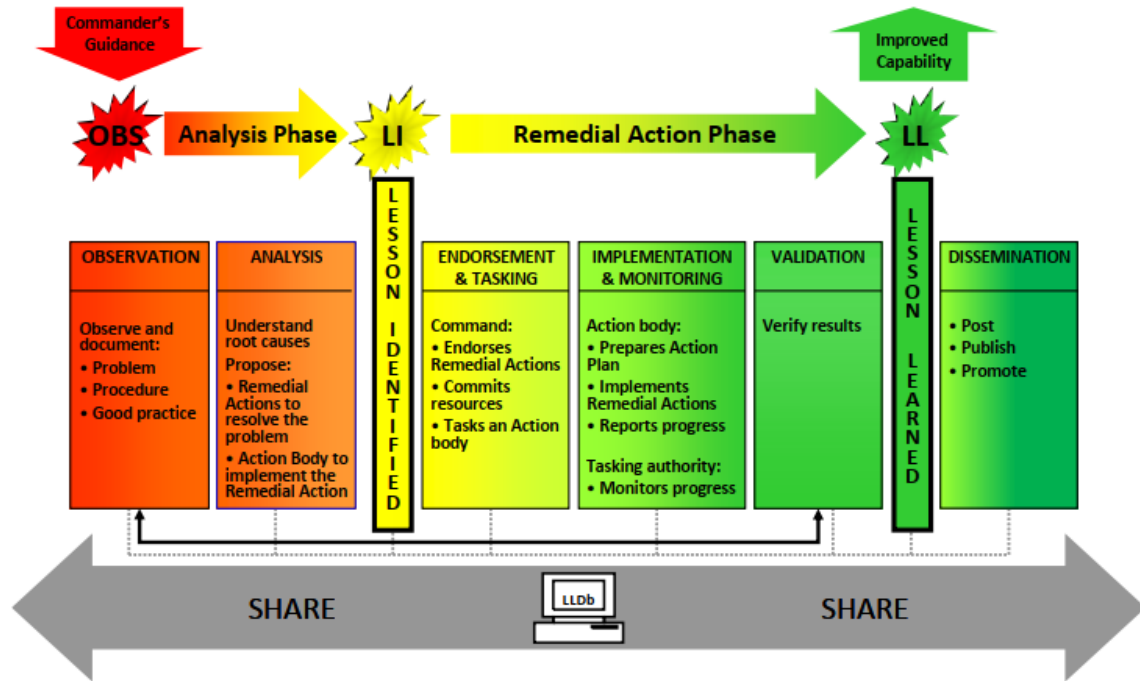 Commander's
Guidance
Improved
Capability
OBS
Analysis Phase
LI
Remedial Action Phase
LL
OBSERVATION
Observe and
document:
• Problem
• Procedure
• Good practice
ANALYSIS
Understand
root causes
Propose:
• Remedial
Actions to
resolve the
problem
• Action Body to
implement the
Remedial Action
LESSON IDENTIFIED
ENDORSEMENT
& TASKING
Command:
• Endorses
Remedial Actions
• Commits
resources
• Tasks an Action
body
IMPLEMENTATION
& MONITORING
Action body:
• Prepares Action
Plan
• Implements
Remedial Actions
• Reports progress
Tasking authority:
• Monitors progress
VALIDATION
Verify results
LESSON LEARNED
DISSEMINATION
• Post
• Publish
• Promote
SHARE
LLDb
SHARE